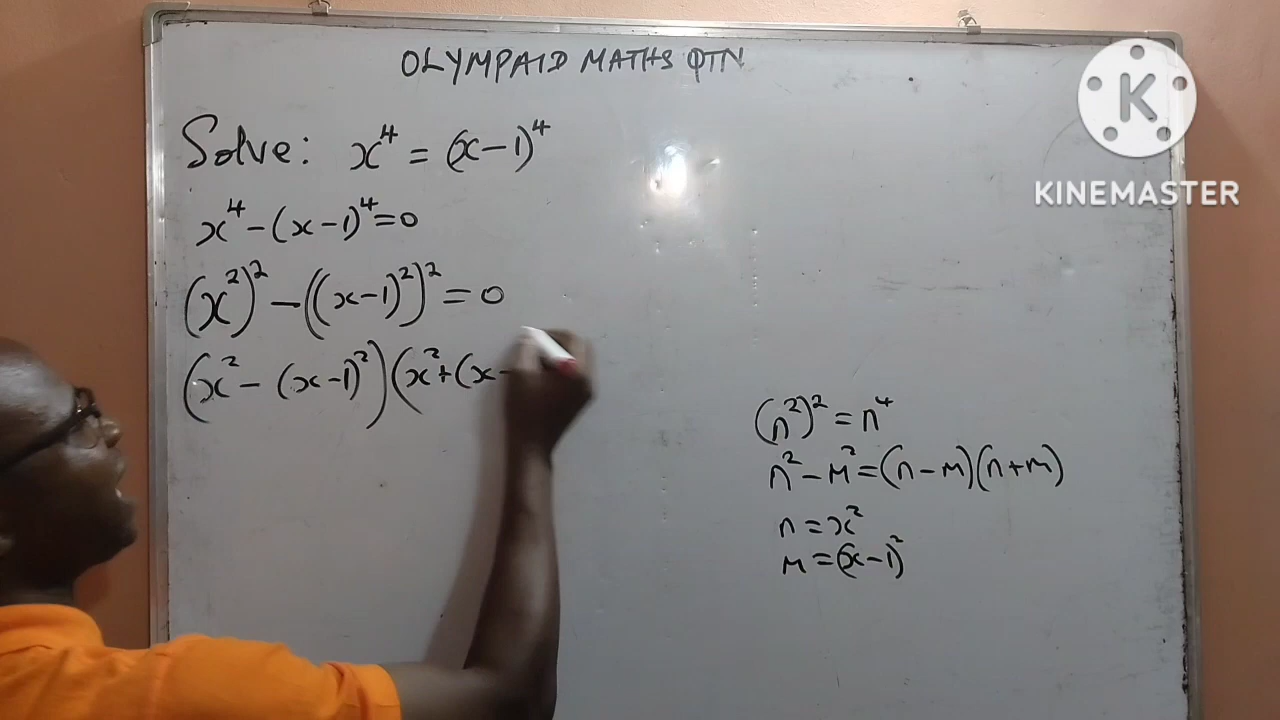 OLYMPAID MATHS QTN
Solve: x⁴ = (x-1)⁴
x⁴ - (x-1)⁴ = 0
(x²)² - ((x-1)²)² = 0
(x² - (x-1)²)(x² + (x-
(n²)² = n⁴
n² - m² = (n-m)(n+m)
n = x²
m = (x-1)²
K
KINEMASTER